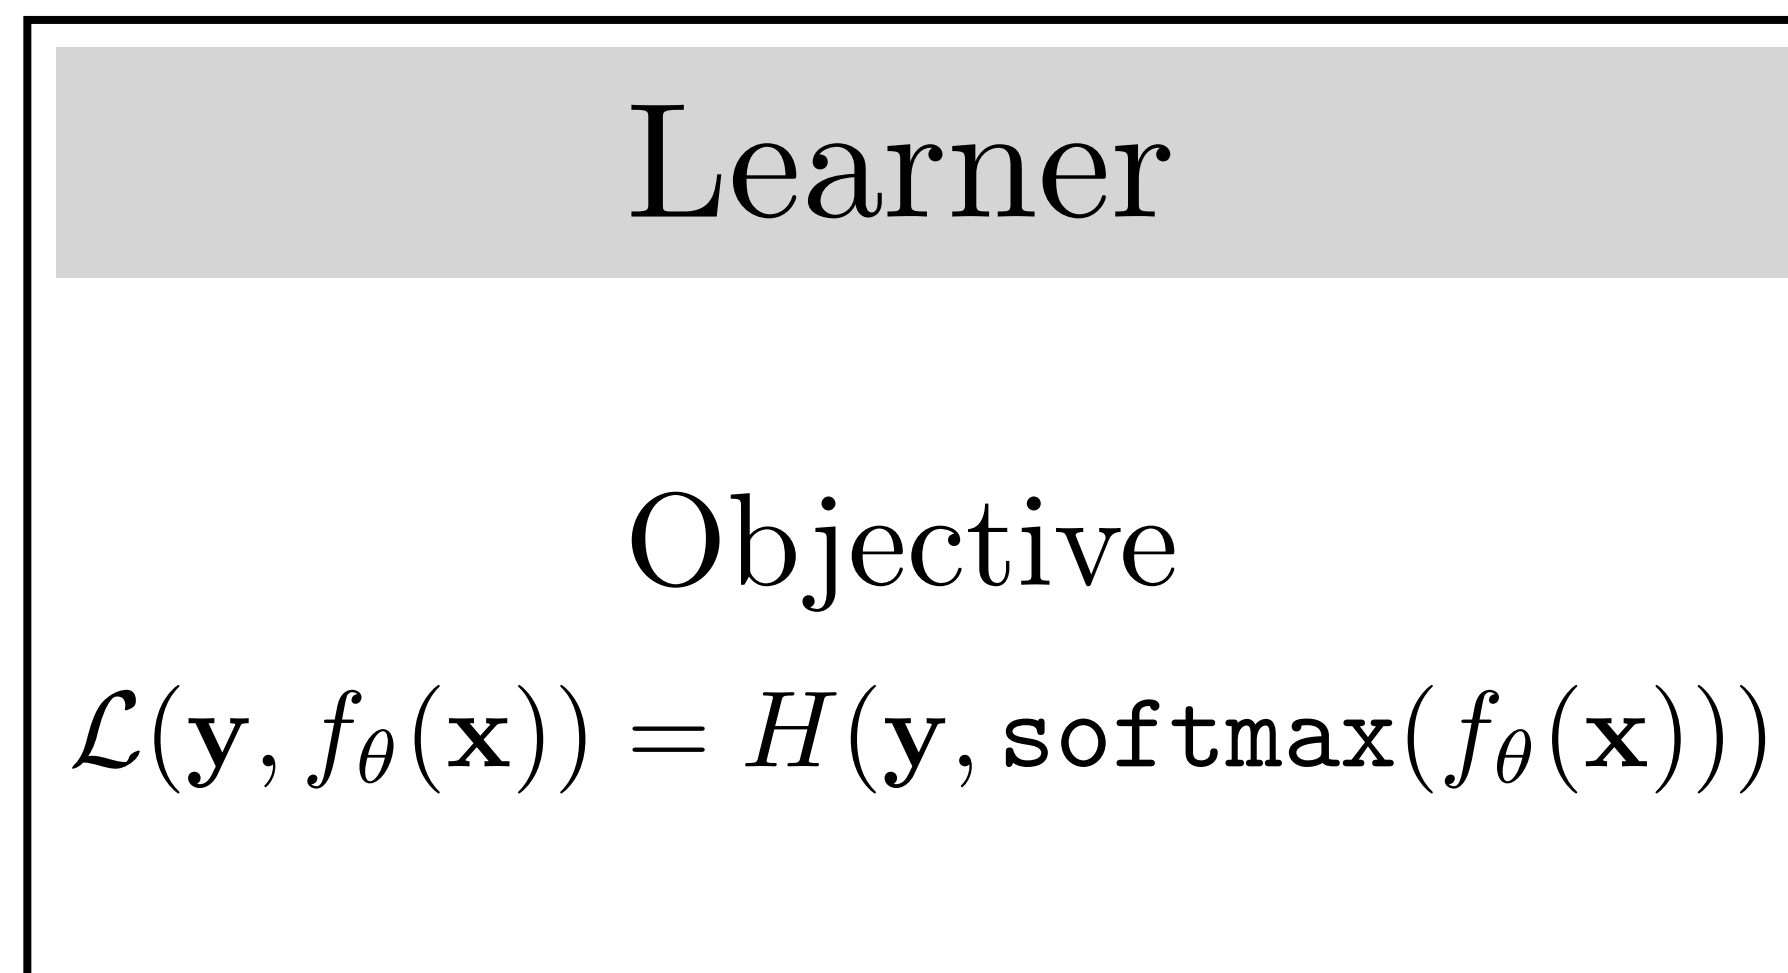 Learner
Objective
ℒ(𝐲, f_θ(𝐱)) = H(𝐲, softmax(f_θ(𝐱)))